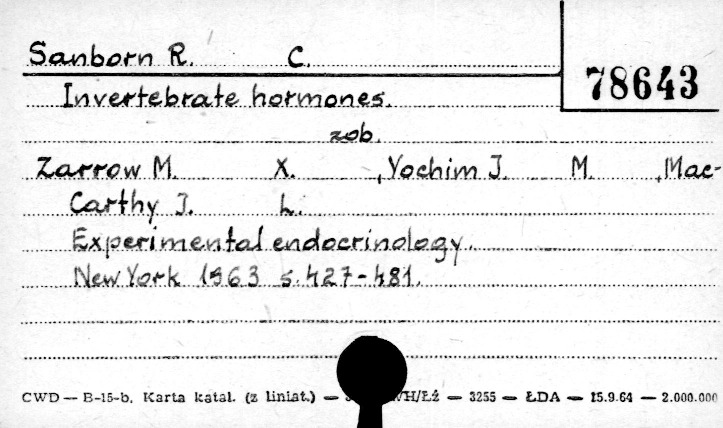 Sanborn R. C.
78643
Invertebrate hormones.
zob.
Zarrow M. X. , Yochim J. M. , Mac-
Carthy J. L.
Experimental endocrinology.
New York 1963 s. 427-481.
CWD — B-15-b. Karta katal. (z liniat.) — WH/Łż — 3255 — ŁDA — 15.9.64 — 2.000.000